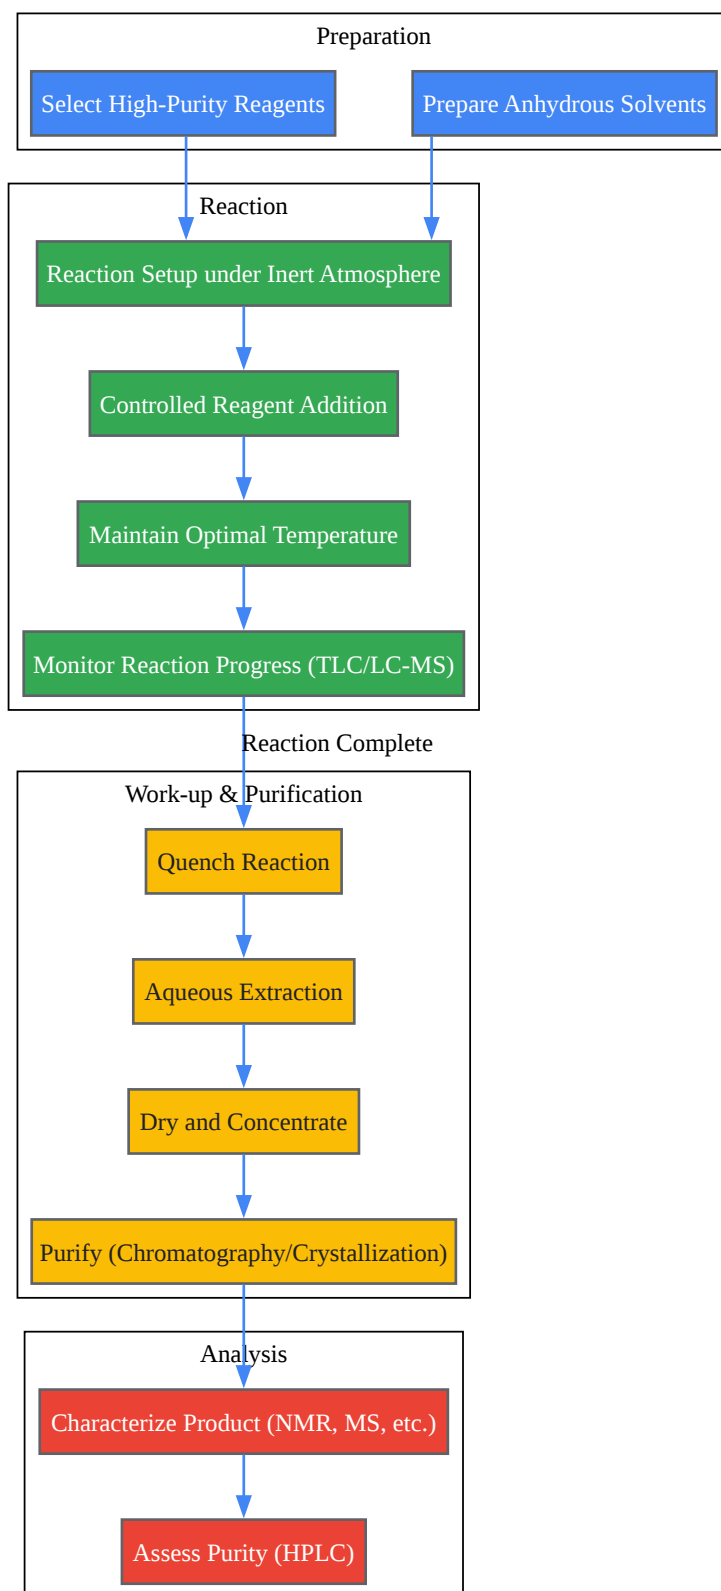 Preparation
Select High-Purity Reagents
Prepare Anhydrous Solvents
Reaction
Reaction Setup under Inert Atmosphere
Controlled Reagent Addition
Maintain Optimal Temperature
Monitor Reaction Progress (TLC/LC-MS)
Reaction Complete
Work-up & Purification
Quench Reaction
Aqueous Extraction
Dry and Concentrate
Purify (Chromatography/Crystallization)
Analysis
Characterize Product (NMR, MS, etc.)
Assess Purity (HPLC)